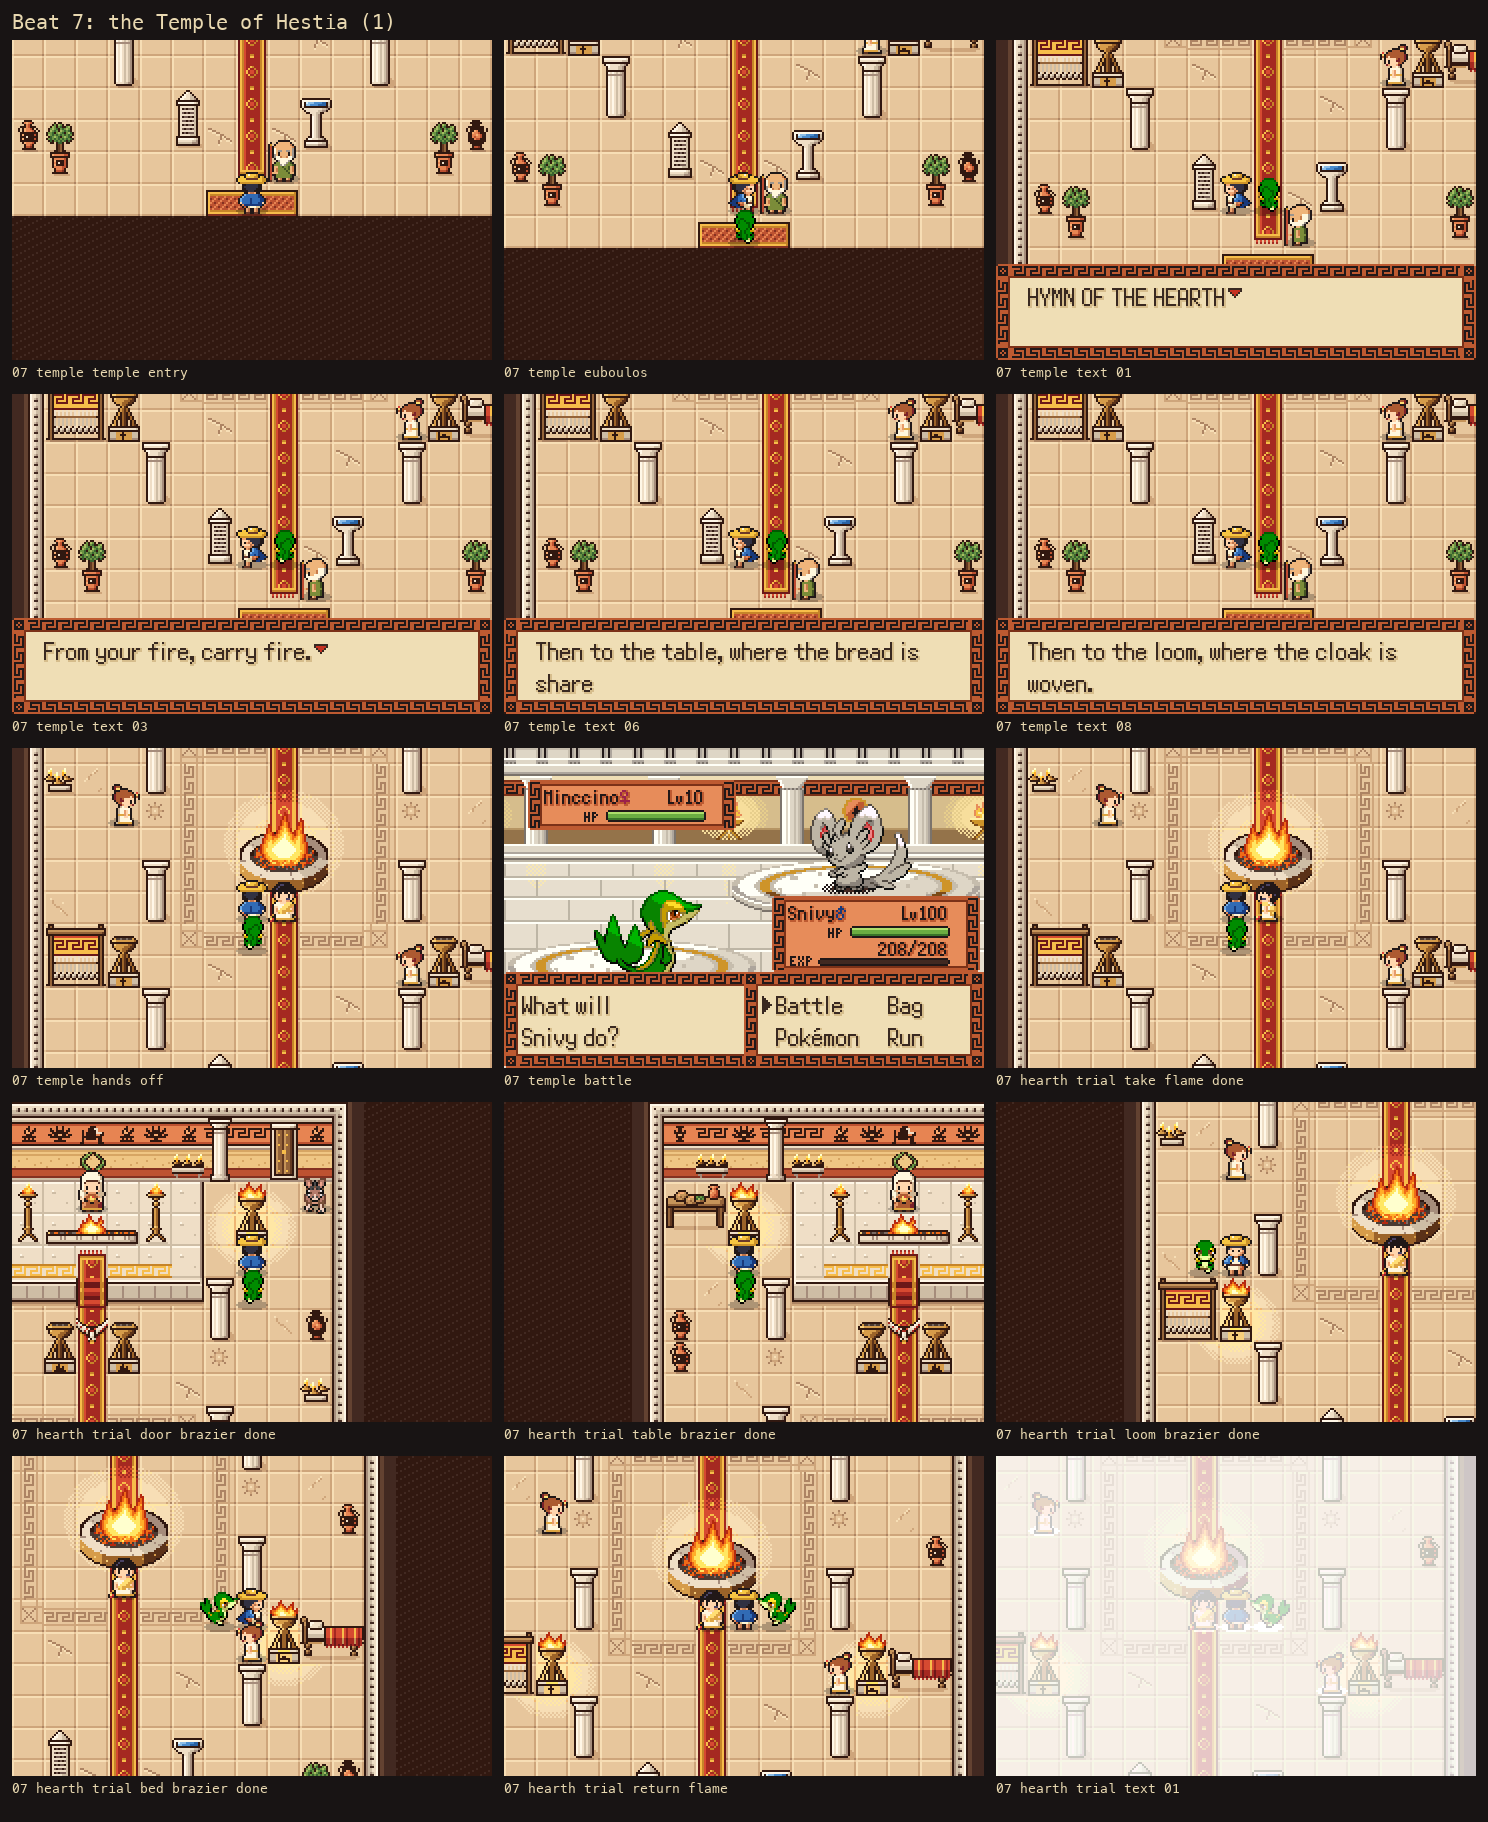 Beat 7: the Temple of Hestia (1)
07 temple temple entry
07 temple euboulos
HYMN OF THE HEARTH
07 temple text 01
From your fire, carry fire.
07 temple text 03
Then to the table, where the bread is
share
07 temple text 06
Then to the loom, where the cloak is
woven.
07 temple text 08
07 temple hands off
Minccino♀ Lv10
HP
Snivy♂ Lv100
HP
208/208
EXP
What will
Snivy do?
Battle Bag
Pokémon Run
07 temple battle
07 hearth trial take flame done
07 hearth trial door brazier done
07 hearth trial table brazier done
07 hearth trial loom brazier done
07 hearth trial bed brazier done
07 hearth trial return flame
07 hearth trial text 01